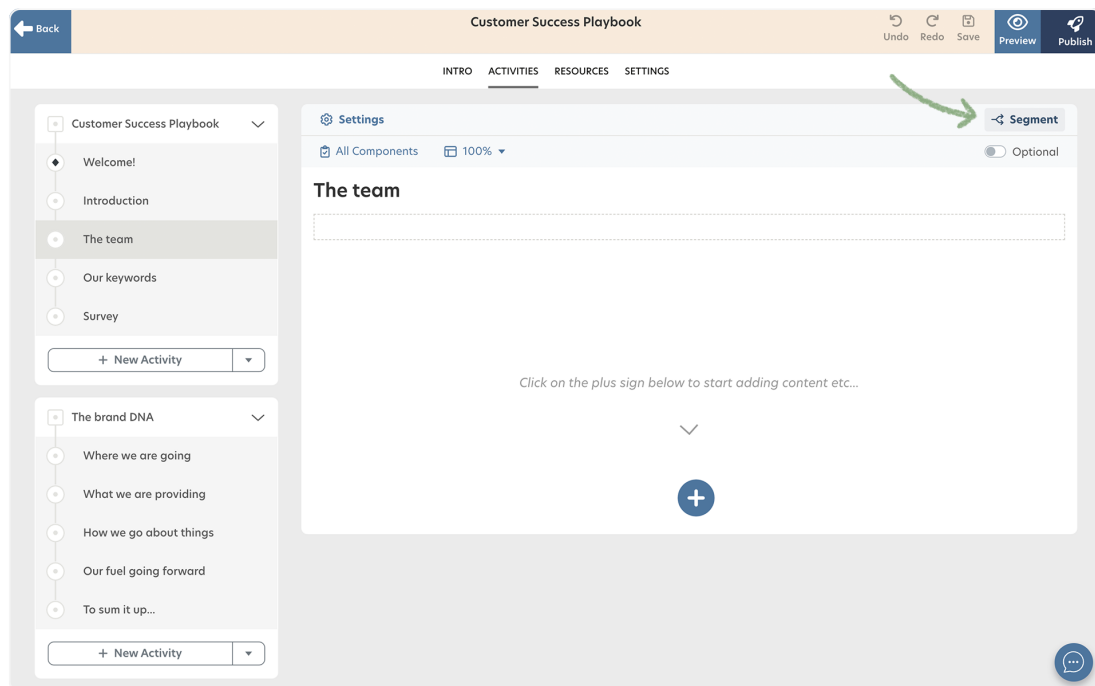 Back
Customer Success Playbook
Undo
Redo
Save
Preview
Publish
INTRO
ACTIVITIES
RESOURCES
SETTINGS
Customer Success Playbook
Welcome!
Introduction
The team
Our keywords
Survey
+ New Activity
The brand DNA
Where we are going
What we are providing
How we go about things
Our fuel going forward
To sum it up...
+ New Activity
Settings
Segment
All Components
100%
Optional
The team
Click on the plus sign below to start adding content etc...